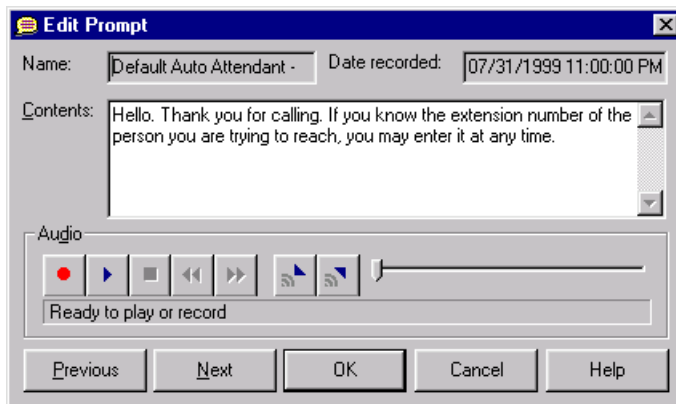 Edit Prompt
Name: Default Auto Attendant - Date recorded: 07/31/1999 11:00:00 PM
Contents: Hello. Thank you for calling. If you know the extension number of the
person you are trying to reach, you may enter it at any time.
Audio
Ready to play or record
Previous Next OK Cancel Help